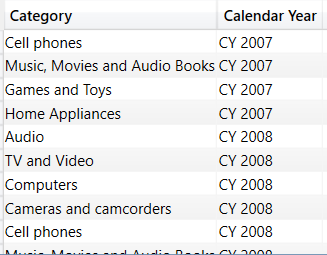 Category Calendar Year
Cell phones CY 2007
Music, Movies and Audio Books CY 2007
Games and Toys CY 2007
Home Appliances CY 2007
Audio CY 2008
TV and Video CY 2008
Computers CY 2008
Cameras and camcorders CY 2008
Cell phones CY 2008
Music, Movies and Audio Books CY 2008